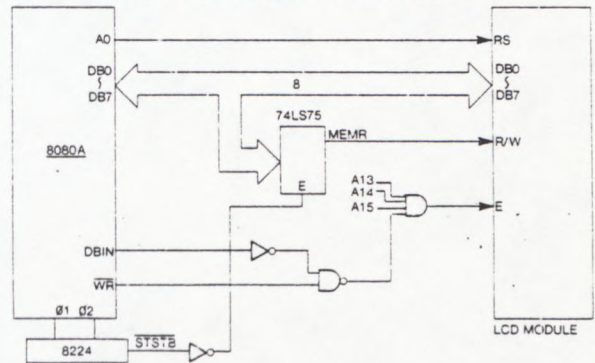 A0
RS
DB0
DB7
8
DB0
DB7
74LS75
8080A
MEMR
R/W
E
A13
A14
A15
E
DBIN
WR
Ø1 Ø2
8224
STSTB
LCD MODULE